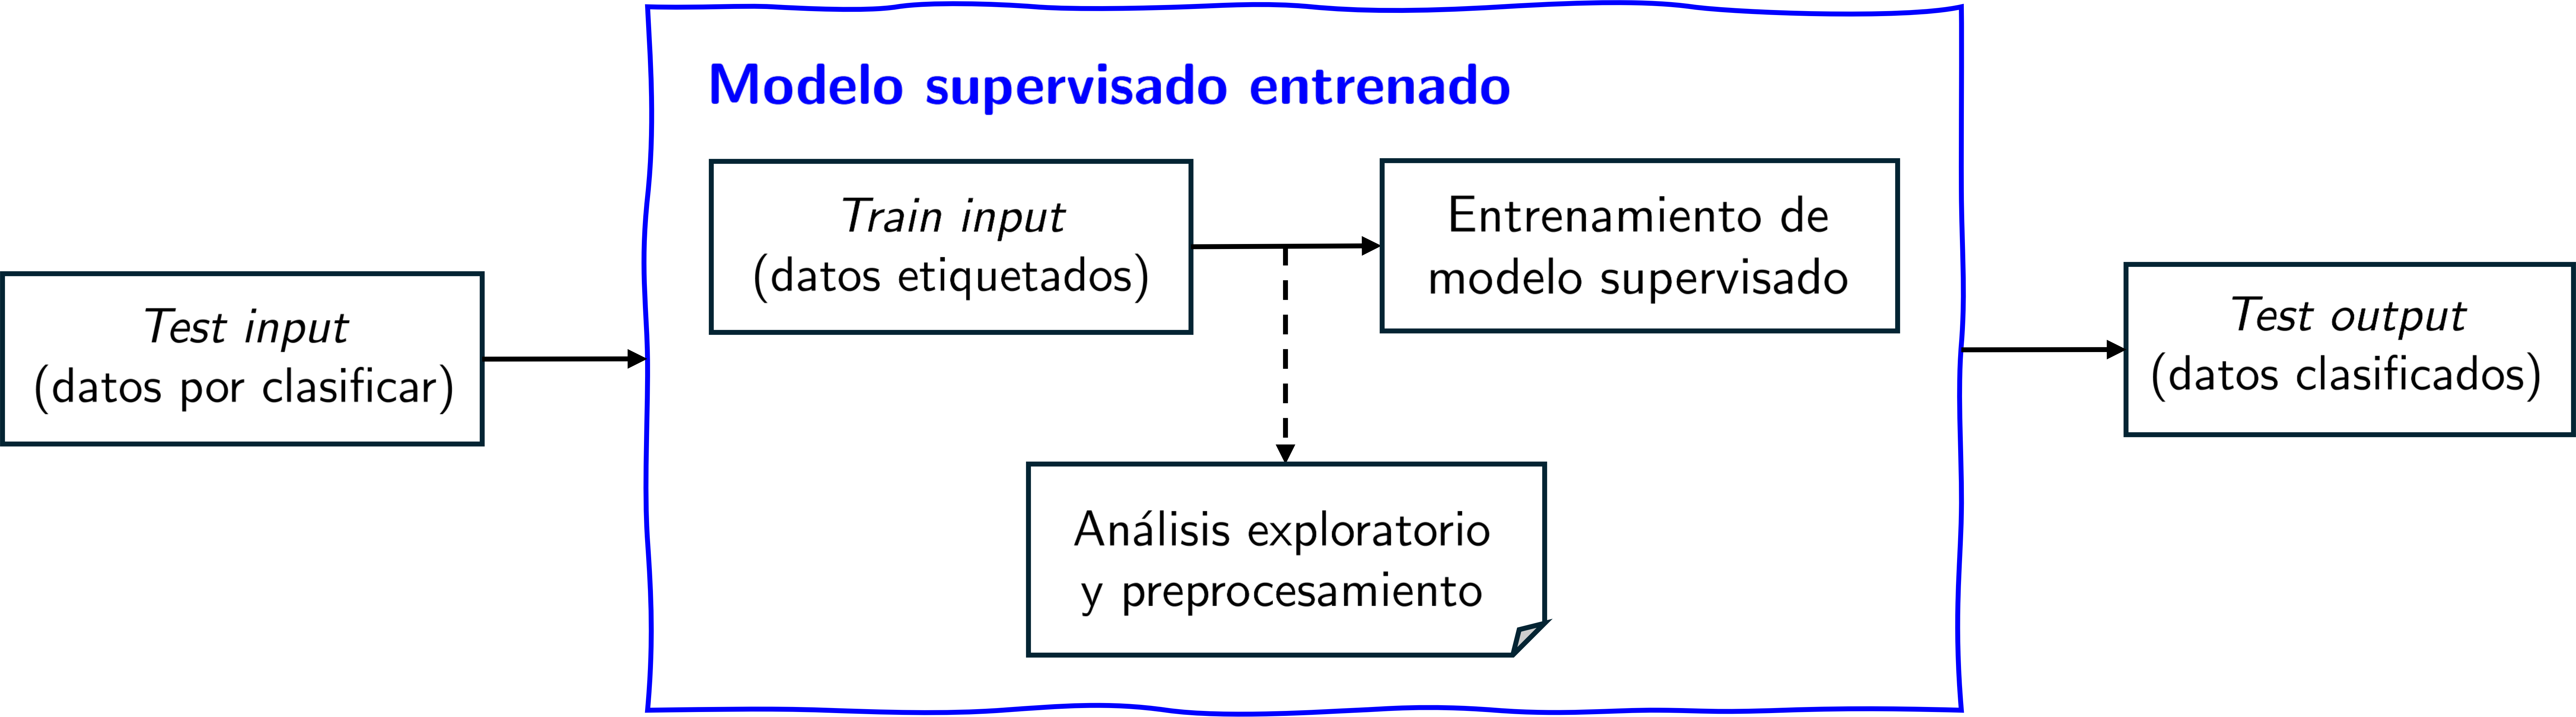 Modelo supervisado entrenado
Test input
(datos por clasificar)
Train input
(datos etiquetados)
Entrenamiento de
modelo supervisado
Análisis exploratorio
y preprocesamiento
Test output
(datos clasificados)